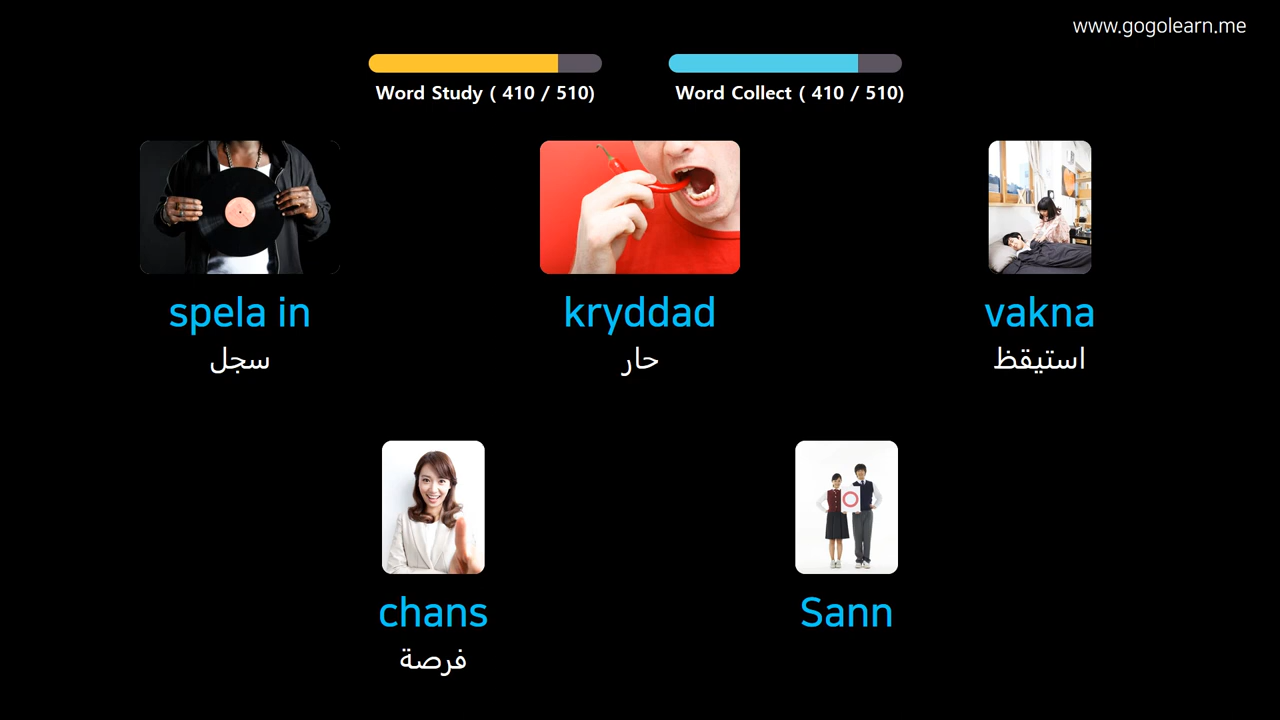 www.gogolearn.me
Word Study ( 410 / 510)
Word Collect ( 410 / 510)
spela in
سجل
kryddad
حار
vakna
استيقظ
chans
فرصة
Sann